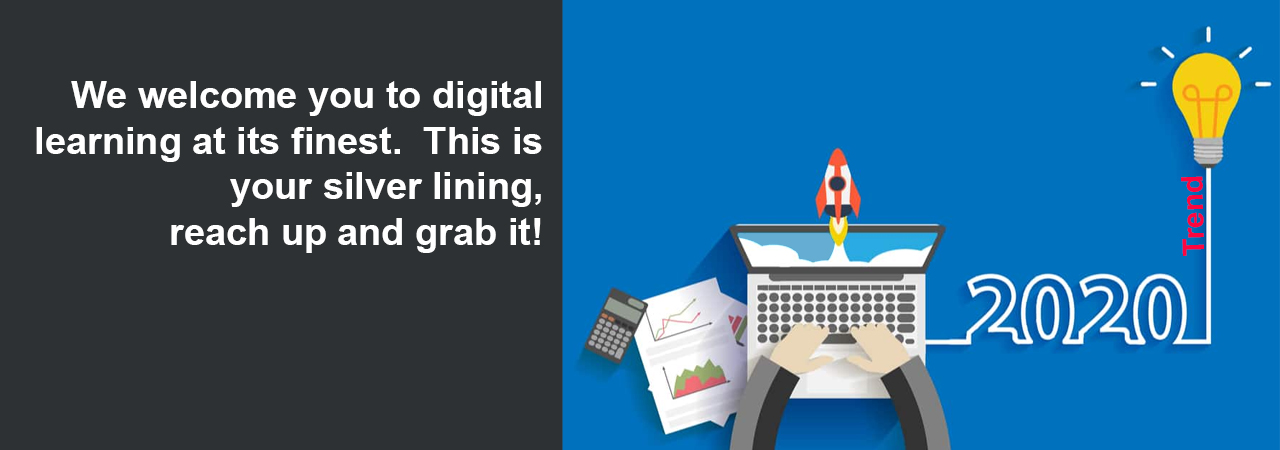 We welcome you to digital
learning at its finest.  This is
your silver lining,
reach up and grab it!
Trend
2020